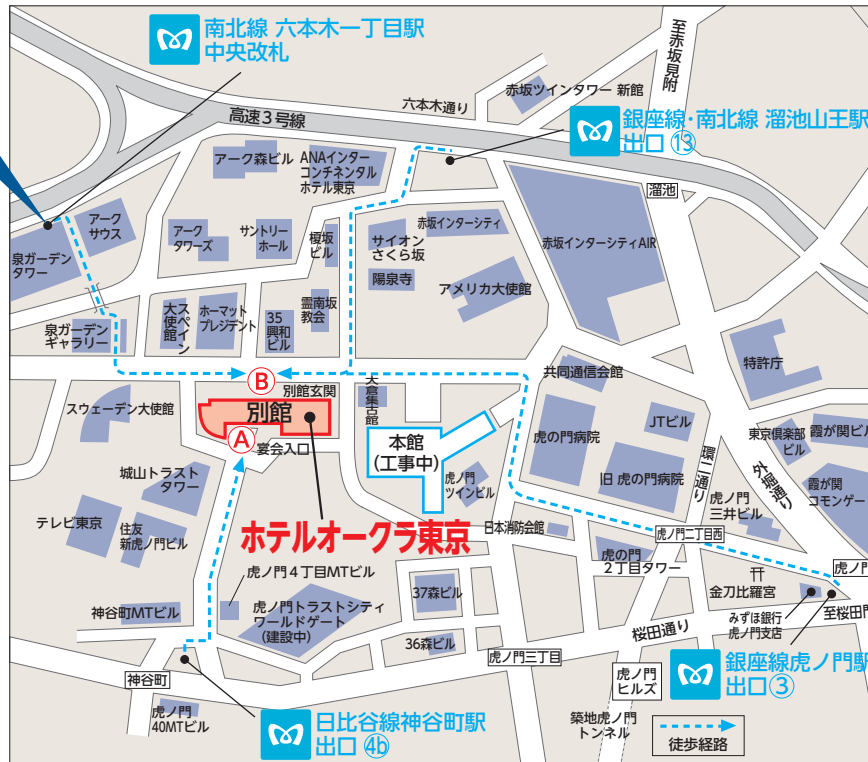 南北線 六本木一丁目駅
中央改札
至赤坂見附
赤坂ツインタワー 新館
六本木通り
高速3号線
銀座線・南北線 溜池山王駅
出口 ⑬
アーク森ビル
ANAインター
コンチネンタル
ホテル東京
溜池
アーク
サウス
アーク
タワーズ
サントリー
ホール
榎坂
ビル
サイオン
さくら坂
赤坂インターシティ
赤坂インターシティAIR
泉ガーデン
タワー
陽泉寺
アメリカ大使館
泉ガーデン
ギャラリー
スペイン
大使館
ホーマット
プレジデント
35
興和
ビル
霊南坂
教会
特許庁
共同通信会館
Ⓑ
別館玄関
大倉集古館
スウェーデン大使館
別館
Ⓐ
宴会入口
本館
(工事中)
虎の門病院
JTビル
東京倶楽部
ビル
霞が関ビル
城山トラスト
タワー
虎ノ門
ツインビル
旧 虎の門病院
環二通り
外堀通り
霞が関
コモンゲー
テレビ東京
住友
新虎ノ門ビル
ホテルオークラ東京
日本消防会館
虎ノ門
三井ビル
虎ノ門二丁目西
虎の門
2丁目タワー
虎ノ門
金刀比羅宮
虎ノ門4丁目MTビル
37森ビル
みずほ銀行
虎ノ門支店
至桜田門
神谷町MTビル
虎ノ門トラストシティ
ワールドゲート
(建設中)
桜田通り
36森ビル
虎ノ門三丁目
虎ノ門
ヒルズ
銀座線虎ノ門駅
出口③
神谷町
虎ノ門
40MTビル
日比谷線神谷町駅
出口 ④b
築地虎ノ門
トンネル
徒歩経路